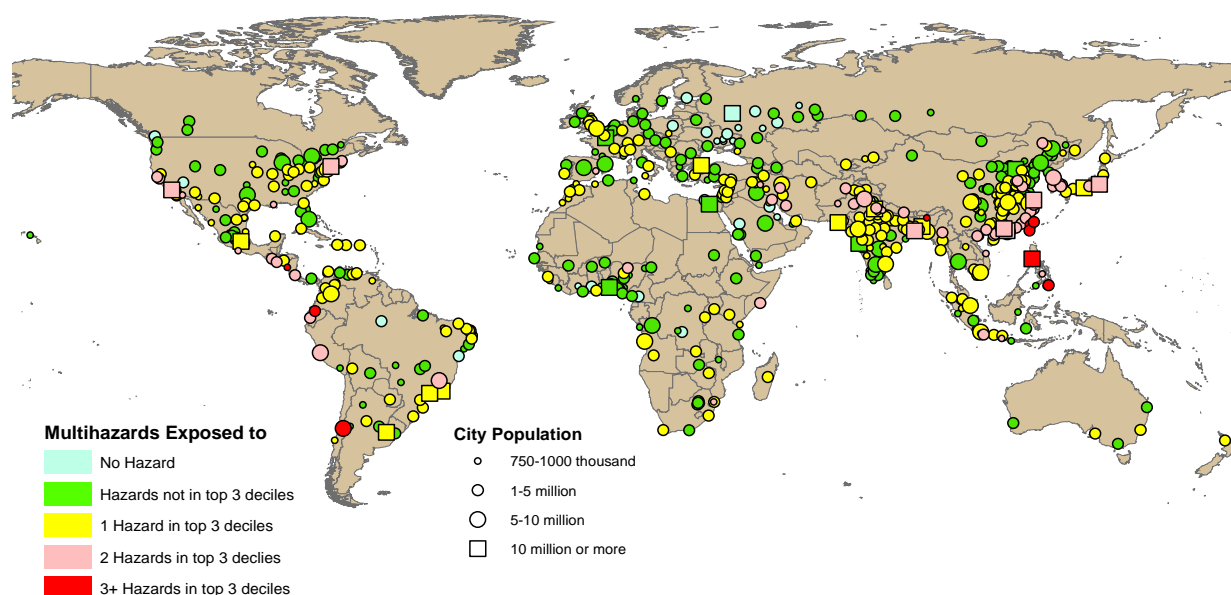 Multihazards Exposed to
No Hazard
Hazards not in top 3 deciles
1 Hazard in top 3 deciles
2 Hazards in top 3 declies
3+ Hazards in top 3 deciles
City Population
750-1000 thousand
1-5 million
5-10 million
10 million or more